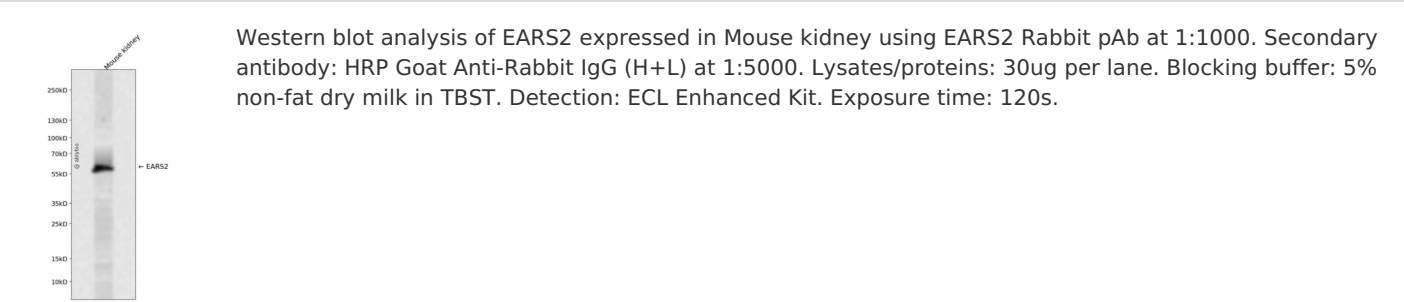 Mouse kidney
Western blot analysis of EARS2 expressed in Mouse kidney using EARS2 Rabbit pAb at 1:1000. Secondary
antibody: HRP Goat Anti-Rabbit IgG (H+L) at 1:5000. Lysates/proteins: 30ug per lane. Blocking buffer: 5%
non-fat dry milk in TBST. Detection: ECL Enhanced Kit. Exposure time: 120s.
250kD
130kD
100kD
70kD
← EARS2
55kD
35kD
25kD
15kD
10kD